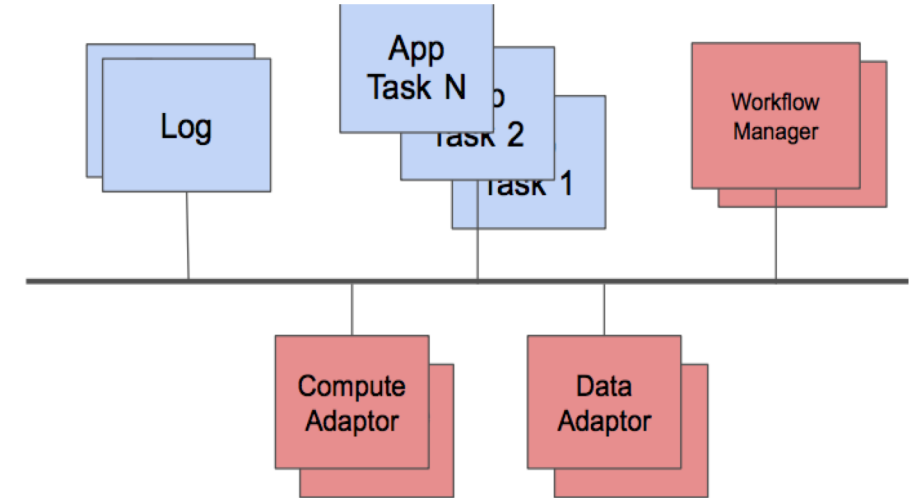 Log
App
Task N
Task 2
Task 1
Workflow
Manager
Compute
Adaptor
Data
Adaptor